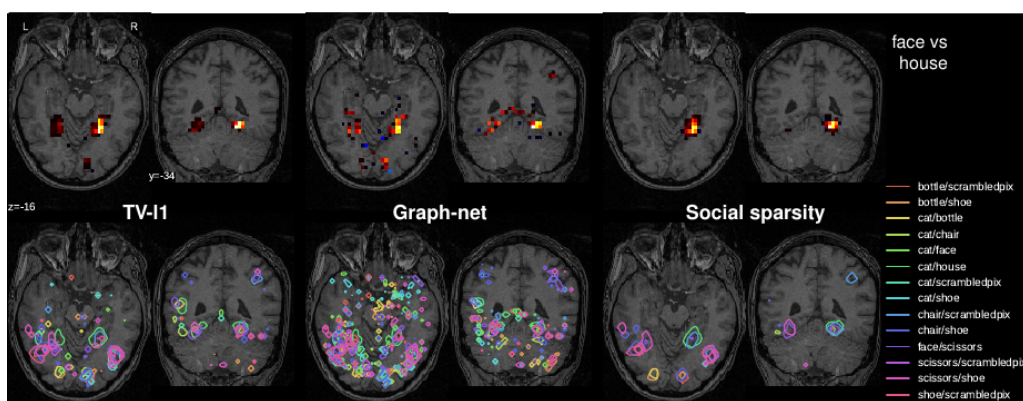 L
R
face vs
house
y=-34
z=-16
TV-l1
Graph-net
Social sparsity
bottle/scrambledpix
bottle/shoe
cat/bottle
cat/chair
cat/face
cat/house
cat/scrambledpix
cat/shoe
chair/scrambledpix
chair/shoe
face/scissors
scissors/scrambledpix
scissors/shoe
shoe/scrambledpix